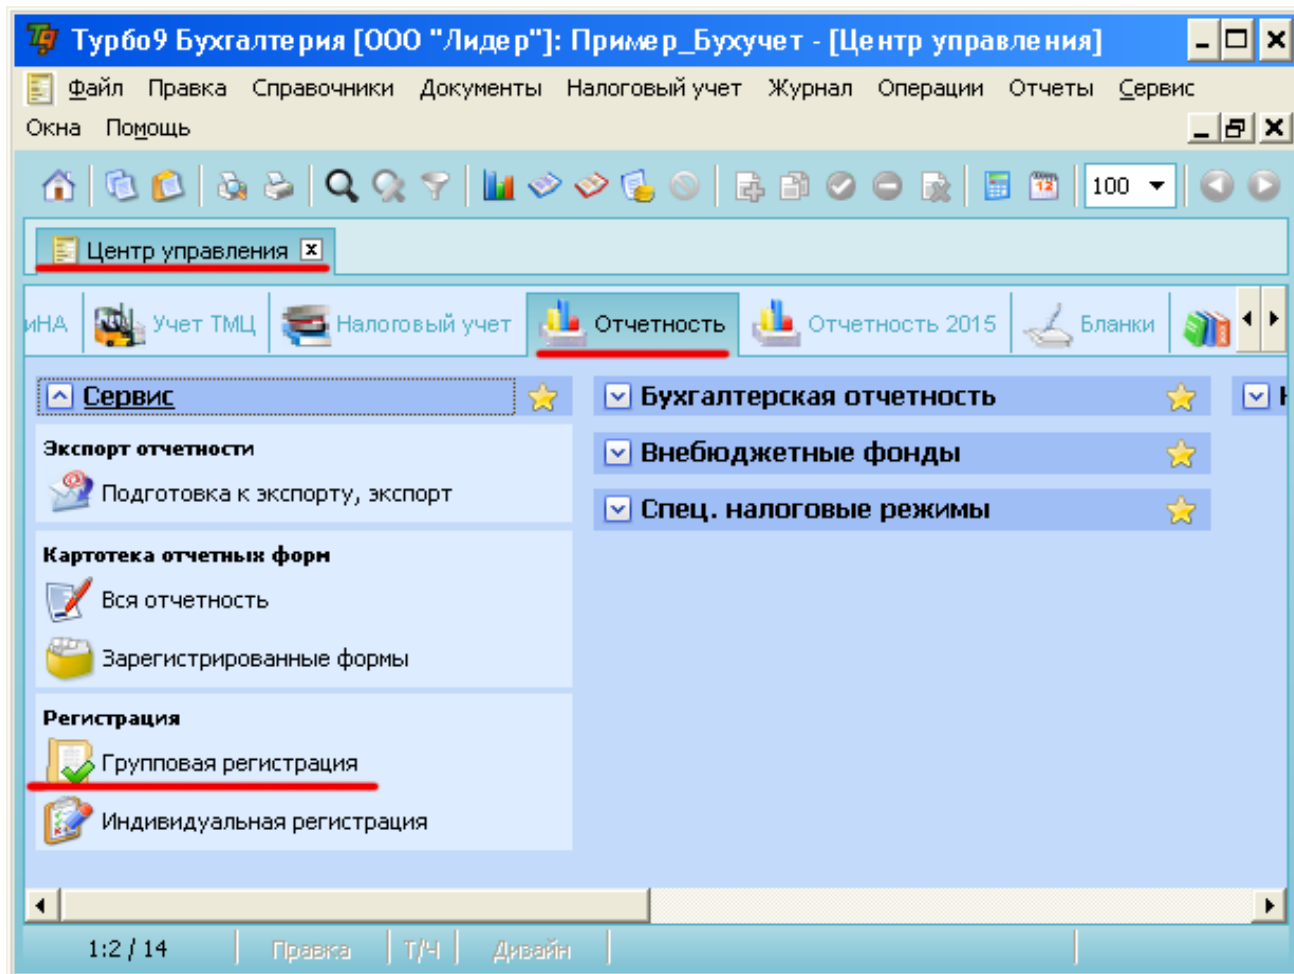 Турбо9 Бухгалтерия [ООО "Лидер"]: Пример_Бухучет - [Центр управления]
Файл Правка Справочники Документы Налоговый учет Журнал Операции Отчеты Сервис
Окна Помощь
12 100
Центр управления
иНА Учет ТМЦ Налоговый учет Отчетность Отчетность 2015 Бланки
Сервис Бухгалтерская отчетность
Экспорт отчетности Внебюджетные фонды
Подготовка к экспорту, экспорт Спец. налоговые режимы
Картотека отчетных форм
Вся отчетность
Зарегистрированные формы
Регистрация
Групповая регистрация
Индивидуальная регистрация
1:2 / 14 Правка Т/Ч Дизайн